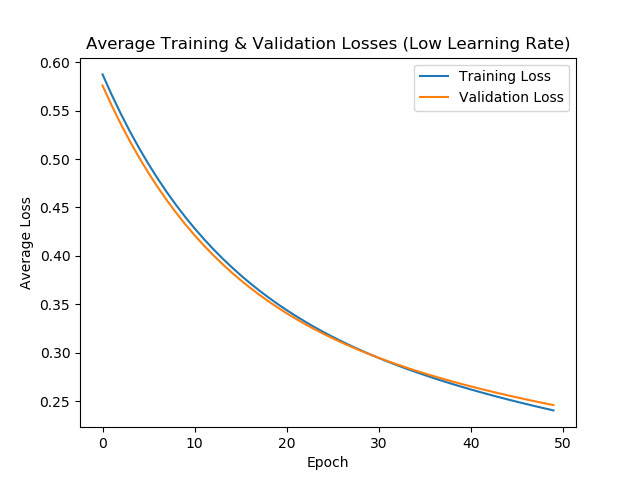 Average Training & Validation Losses (Low Learning Rate)
Training Loss
Validation Loss
Average Loss
0.60
0.55
0.50
0.45
0.40
0.35
0.30
0.25
0
10
20
30
40
50
Epoch